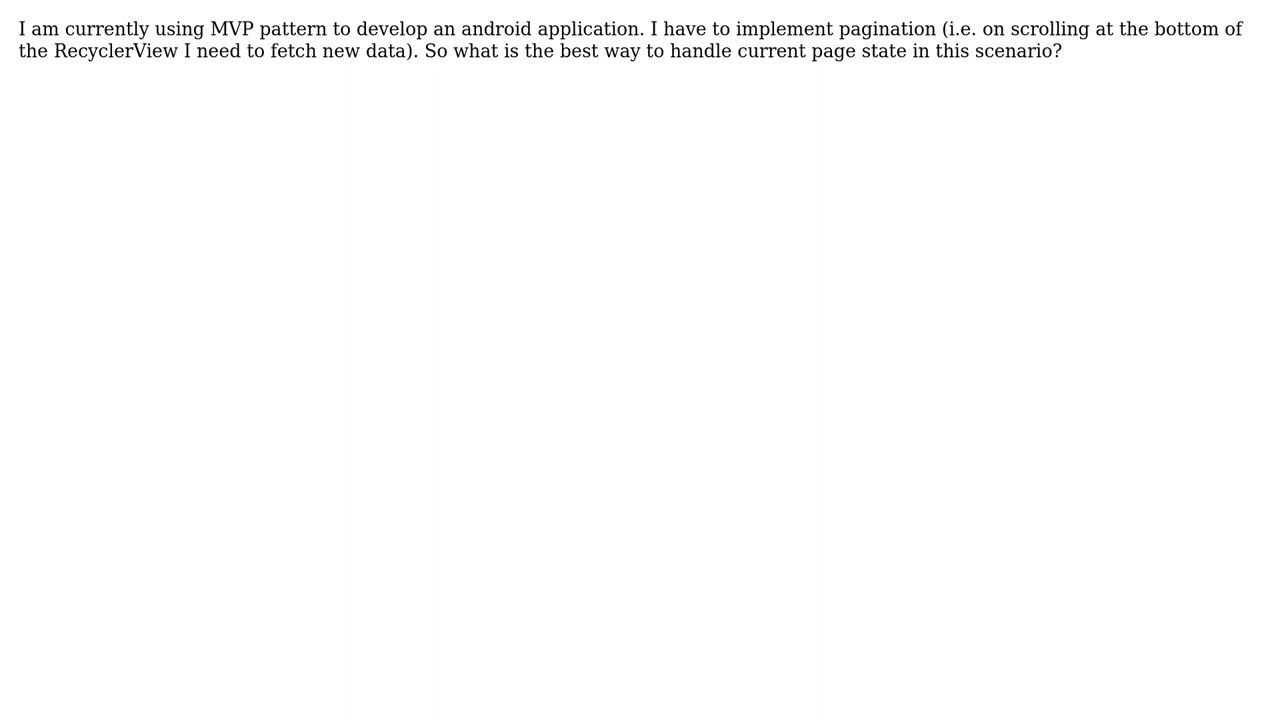 I am currently using MVP pattern to develop an android application. I have to implement pagination (i.e. on scrolling at the bottom of
the RecyclerView I need to fetch new data). So what is the best way to handle current page state in this scenario?